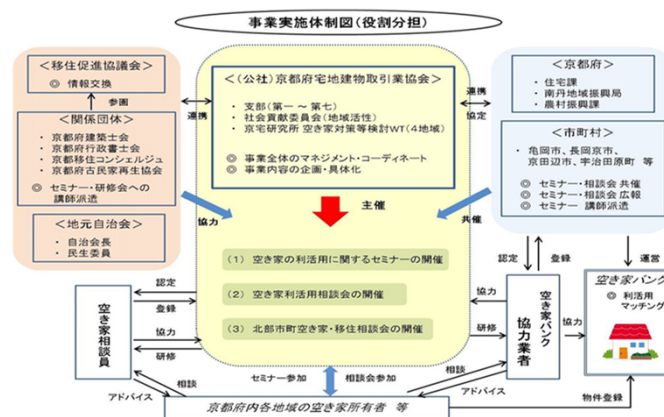 事業実施体制図(役割分担)
<移住促進協議会>
◎ 情報交換
参画
<関係団体>
・ 京都府建築士会
・ 京都府行政書士会
・ 京都移住コンシェルジュ
・ 京都府古民家再生協会
◎ セミナー・研修会への
講師派遣
<地元自治会>
・ 自治会長
・ 民生委員
連携
協力
<(公社)京都府宅地建物取引業協会>
・ 支部(第一 ~ 第七)
・ 社会貢献委員会(地域活性)
・ 京宅研究所 空き家対策等検討WT(4地域)
◎ 事業全体のマネジメント・コーディネート
◎ 事業内容の企画・具体化
主催
(1) 空き家の利活用に関するセミナーの開催
(2) 空き家利活用相談会の開催
(3) 北部市町空き家・移住相談会の開催
連携
協定
共催
<京都府>
・ 住宅課
・ 南丹地域振興局
・ 農村振興課
<市町村>
・ 亀岡市、長岡京市、
京田辺市、宇治田原町 等
◎ セミナー・相談会 共催
◎ セミナー・相談会 広報
◎ セミナー 講師派遣
認定
登録
運営
空き家相談員
認定
登録
協力
研修
協力
研修
空き家バンク
協力業者
協力
空き家バンク
◎ 利活用
マッチング
セミナー参加
相談会参加
相談
アドバイス
相談
アドバイス
物件登録
京都府内各地域の空き家所有者 等